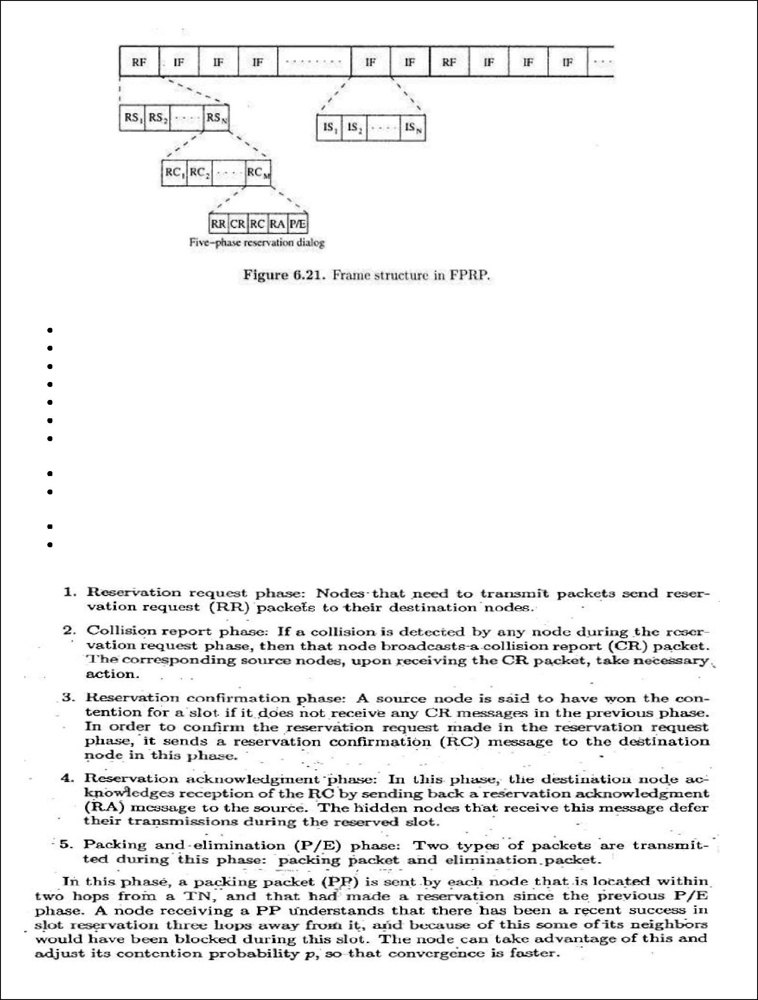 RF IF IF IF ········ IF IF RF IF IF IF ···
RS1 RS2 ···· RSN
IS1 IS2 ···· ISN
RC1 RC2 ···· RCM
RR CR RC RA P/E
Five-phase reservation dialog
Figure 6.21. Frame structure in FPRP.
•
•
•
•
•
•
•
•
•
•
•
1. Reservation request phase: Nodes that need to transmit packets send reser-
vation request (RR) packets to their destination nodes.
2. Collision report phase: If a collision is detected by any node during the reser-
vation request phase, then that node broadcasts a collision report (CR) packet.
The corresponding source nodes, upon receiving the CR packet, take necessary
action.
3. Reservation confirmation phase: A source node is said to have won the con-
tention for a slot if it does not receive any CR messages in the previous phase.
In order to confirm the reservation request made in the reservation request
phase, it sends a reservation confirmation (RC) message to the destination
node in this phase.
4. Reservation acknowledgment phase: In this phase, the destination node ac-
knowledges reception of the RC by sending back a reservation acknowledgment
(RA) message to the source. The hidden nodes that receive this message defer
their transmissions during the reserved slot.
5. Packing and elimination (P/E) phase: Two types of packets are transmit-
ted during this phase: packing packet and elimination packet.
In this phase, a packing packet (PP) is sent by each node that is located within
two hops from a TN, and that had made a reservation since the previous P/E
phase. A node receiving a PP understands that there has been a recent success in
slot reservation three hops away from it, and because of this some of its neighbors
would have been blocked during this slot. The node can take advantage of this and
adjust its contention probability p, so that convergence is faster.